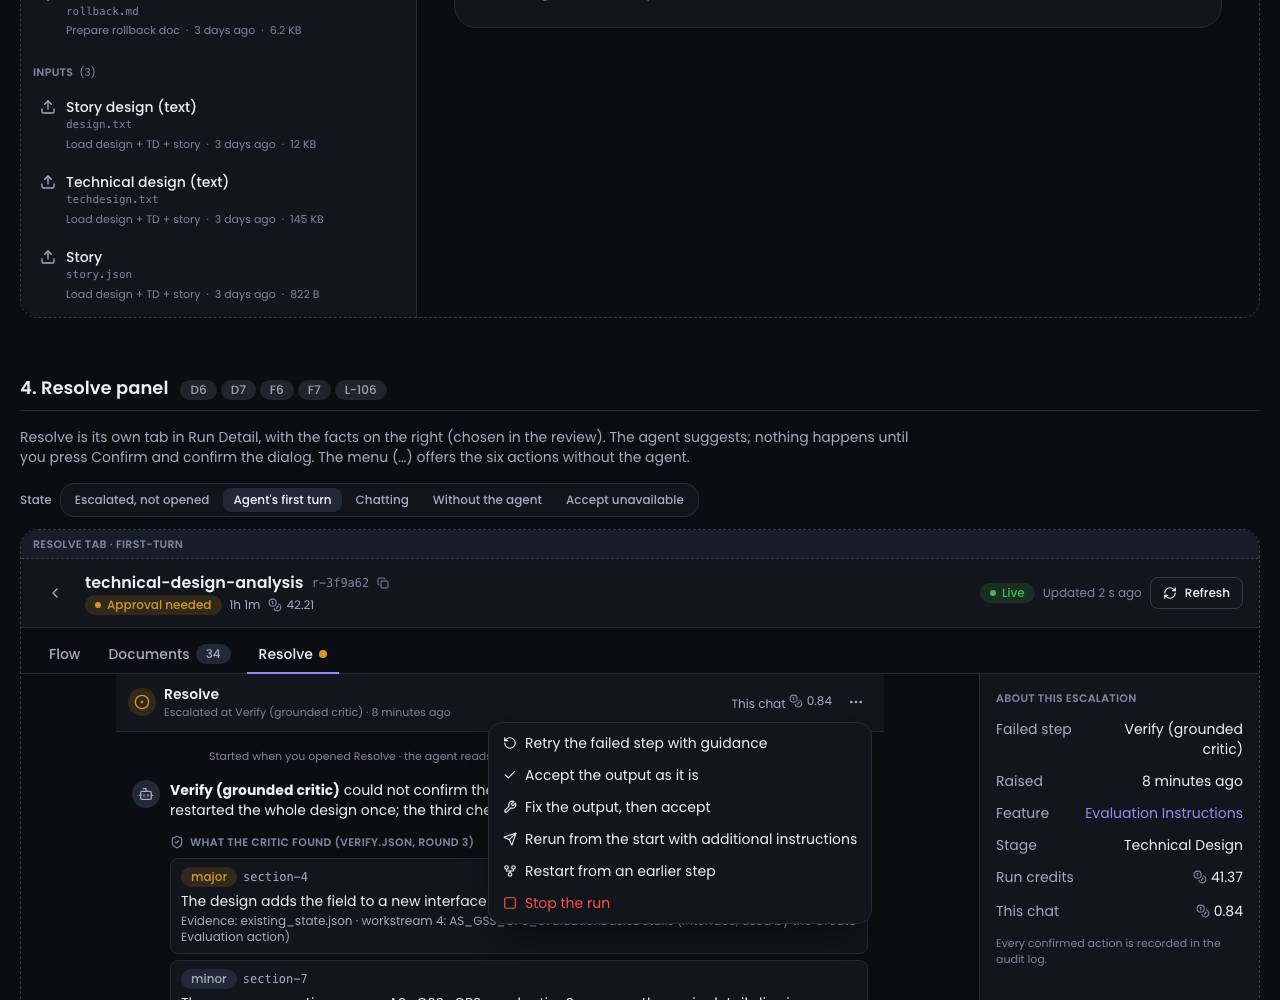 rollback.md
Prepare rollback doc · 3 days ago · 6.2 KB
INPUTS (3)
Story design (text)
design.txt
Load design + TD + story · 3 days ago · 12 KB
Technical design (text)
techdesign.txt
Load design + TD + story · 3 days ago · 145 KB
Story
story.json
Load design + TD + story · 3 days ago · 822 B
4. Resolve panel D6 D7 F6 F7 L-106
Resolve is its own tab in Run Detail, with the facts on the right (chosen in the review). The agent suggests; nothing happens until
you press Confirm and confirm the dialog. The menu (…) offers the six actions without the agent.
State Escalated, not opened Agent's first turn Chatting Without the agent Accept unavailable
RESOLVE TAB · FIRST-TURN
technical-design-analysis r-3f9a62
Approval needed 1h 1m 42.21
Live Updated 2 s ago Refresh
Flow Documents 34 Resolve
Resolve
Escalated at Verify (grounded critic) · 8 minutes ago
This chat 0.84 ···
Started when you opened Resolve · the agent reads
Verify (grounded critic) could not confirm the
restarted the whole design once; the third che
WHAT THE CRITIC FOUND (VERIFY.JSON, ROUND 3)
major section-4
The design adds the field to a new interface
Evidence: existing_state.json · workstream 4:
Evaluation action)
minor section-7
Retry the failed step with guidance
Accept the output as it is
Fix the output, then accept
Rerun from the start with additional instructions
Restart from an earlier step
Stop the run
ABOUT THIS ESCALATION
Failed step Verify (grounded
critic)
Raised 8 minutes ago
Feature Evaluation Instructions
Stage Technical Design
Run credits 41.37
This chat 0.84
Every confirmed action is recorded in the
audit log.